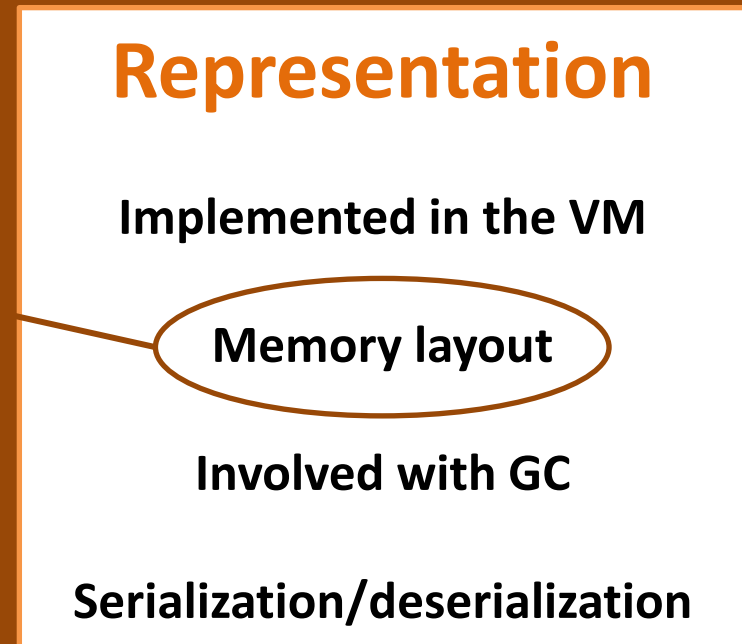 Representation
Implemented in the VM
Memory layout
Involved with GC
Serialization/deserialization